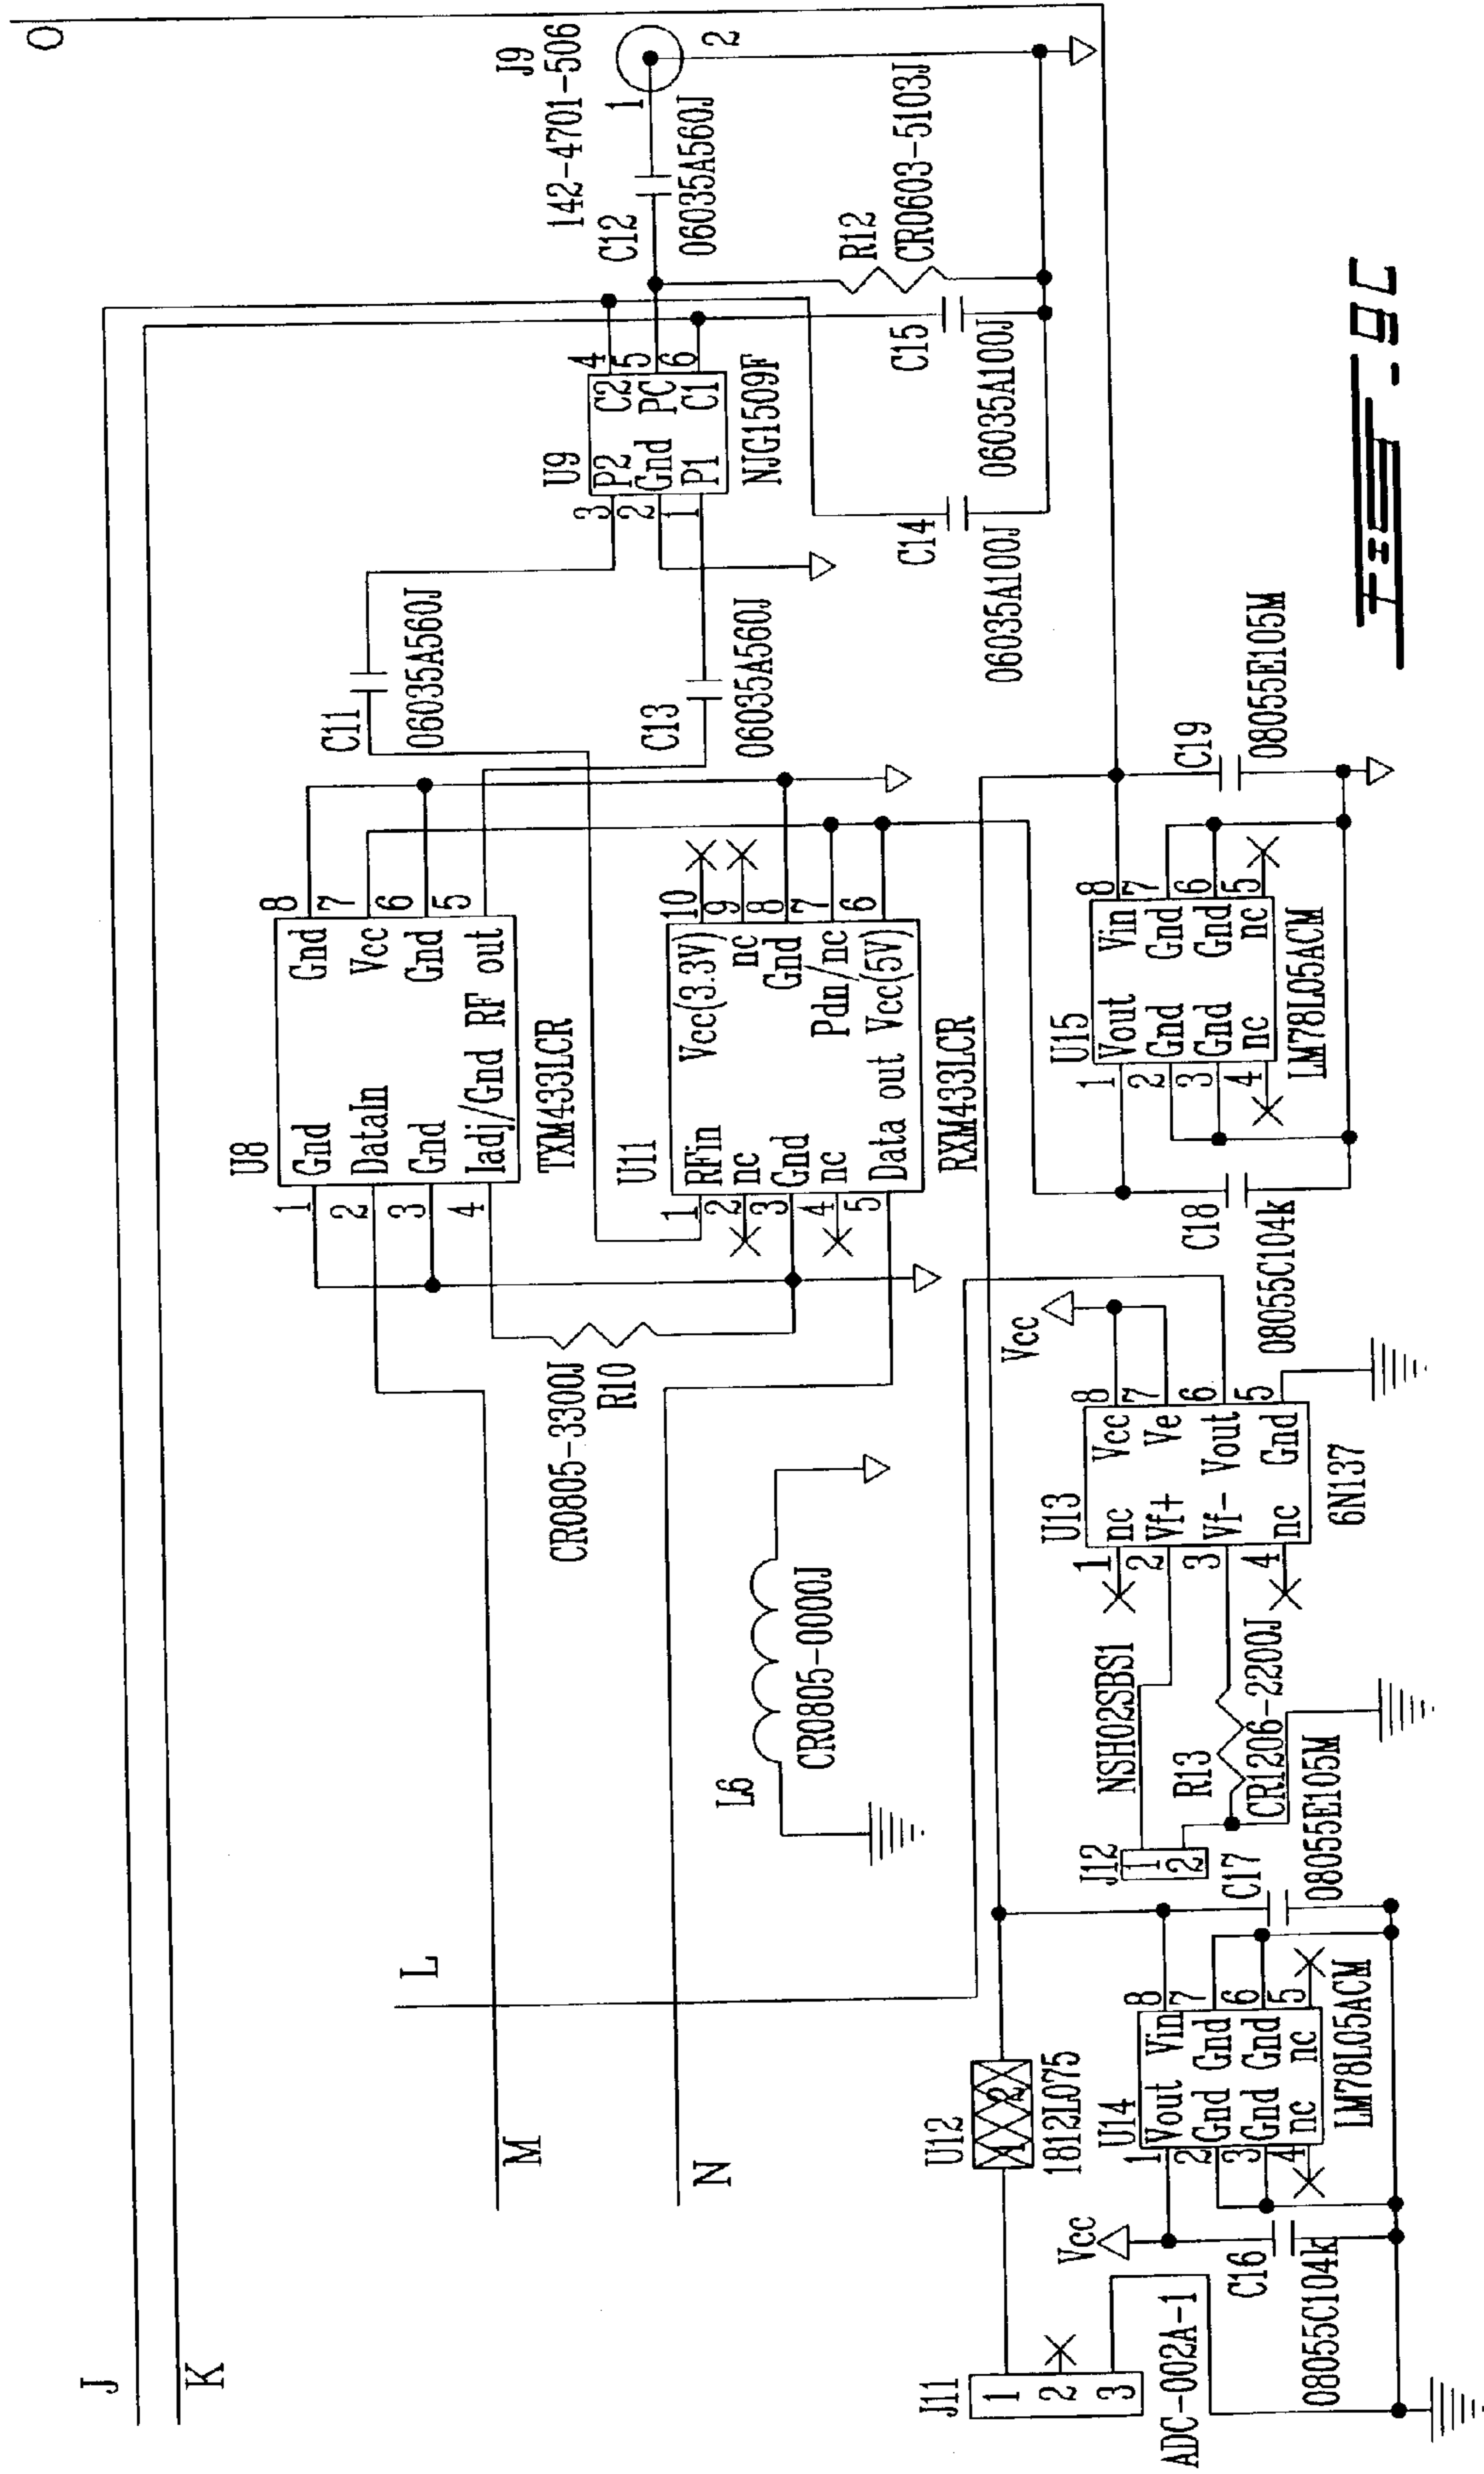 J
K
O
L
M
N
U8
1 Gnd
2 DataIn
3 Gnd
4 Iadj/Gnd RF out
Gnd 8
Vcc 7
Gnd 6
5
TXM433LCR
C11
06035A560J
U9
3 P2
2 Gnd
1 P1
C2 4
PC 5
C1 6
NJG1509F
J9
142-4701-506
1
2
C12
06035A560J
C13
06035A560J
R12
CR0603-5103J
C15
06035A100J
C14
06035A100J
CR0805-3300J
R10
U11
1 RFin
2 nc
3 Gnd
4 nc
5 Data out
Vcc(3.3V) 10
nc 9
Gnd 8
Pdn/nc 7
Vcc(5V) 6
RXM433LCR
L6
CR0805-0000J
U12
1 2
1812L075
J11
1
2
3
ADC-002A-1
Vcc
C16
08055C104k
U14
1 Vout Vin 8
2 Gnd Gnd 7
3 Gnd Gnd 6
4 nc nc 5
LM78L05ACM
C17
08055E105M
J12
1
2
NSH02SBS1
R13
CR1206-2200J
U13
1 nc Vcc 8
2 Vf+ Ve 7
3 Vf- Vout 6
4 nc Gnd 5
6N137
Vcc
C18
08055C104k
U15
1 Vout Vin 8
2 Gnd Gnd 7
3 Gnd Gnd 6
4 nc nc 5
LM78L05ACM
C19
08055E105M